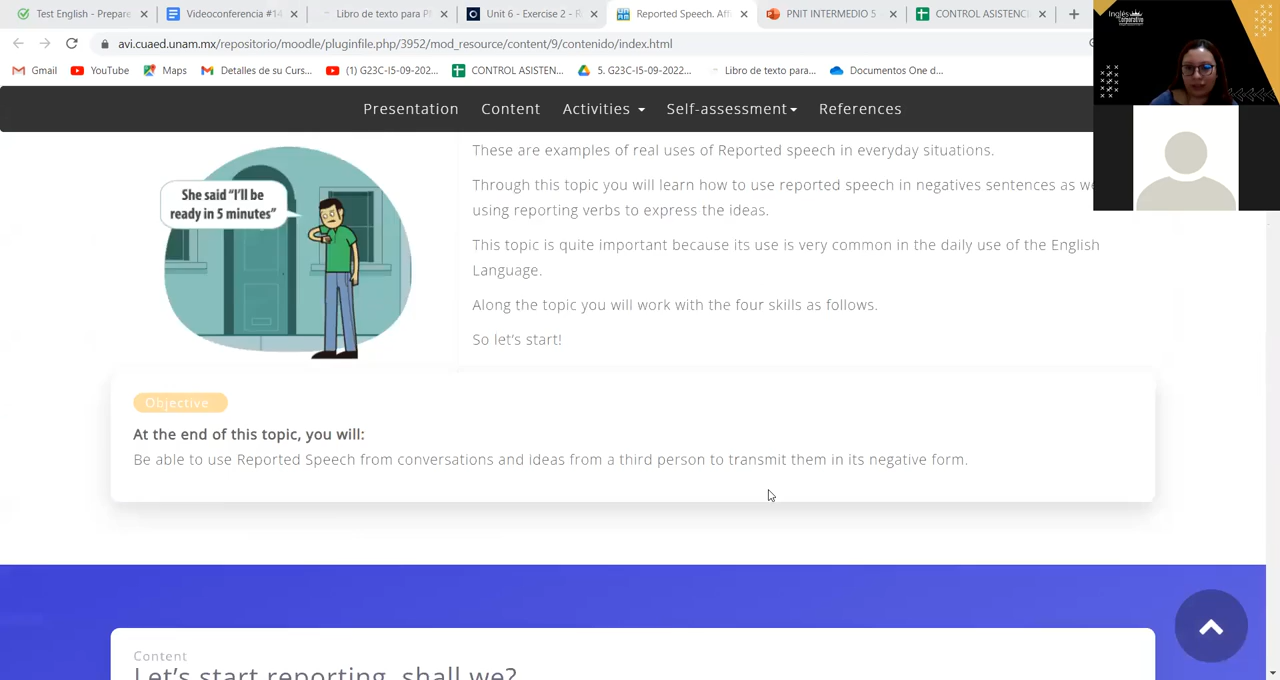 Test English - Prepare
Videoconferencia #14
Libro de texto para PF
Unit 6 - Exercise 2 - R
Reported Speech. Aff
PNIT INTERMEDIO 5
CONTROL ASISTENCI
avi.cuaed.unam.mx/repositorio/moodle/pluginfile.php/3952/mod_resource/content/9/contenido/index.html
Gmail
YouTube
Maps
Detalles de su Curs...
(1) G23C-I5-09-202...
CONTROL ASISTEN...
5. G23C-I5-09-2022...
Libro de texto para...
Documentos One d...
Inglés
Corporativo
Presentation
Content
Activities
Self-assessment
References
She said "I'll be
ready in 5 minutes"
These are examples of real uses of Reported speech in everyday situations.
Through this topic you will learn how to use reported speech in negatives sentences as we
using reporting verbs to express the ideas.
This topic is quite important because its use is very common in the daily use of the English
Language.
Along the topic you will work with the four skills as follows.
So let's start!
Objective
At the end of this topic, you will:
Be able to use Reported Speech from conversations and ideas from a third person to transmit them in its negative form.
Content
Let's start reporting, shall we?